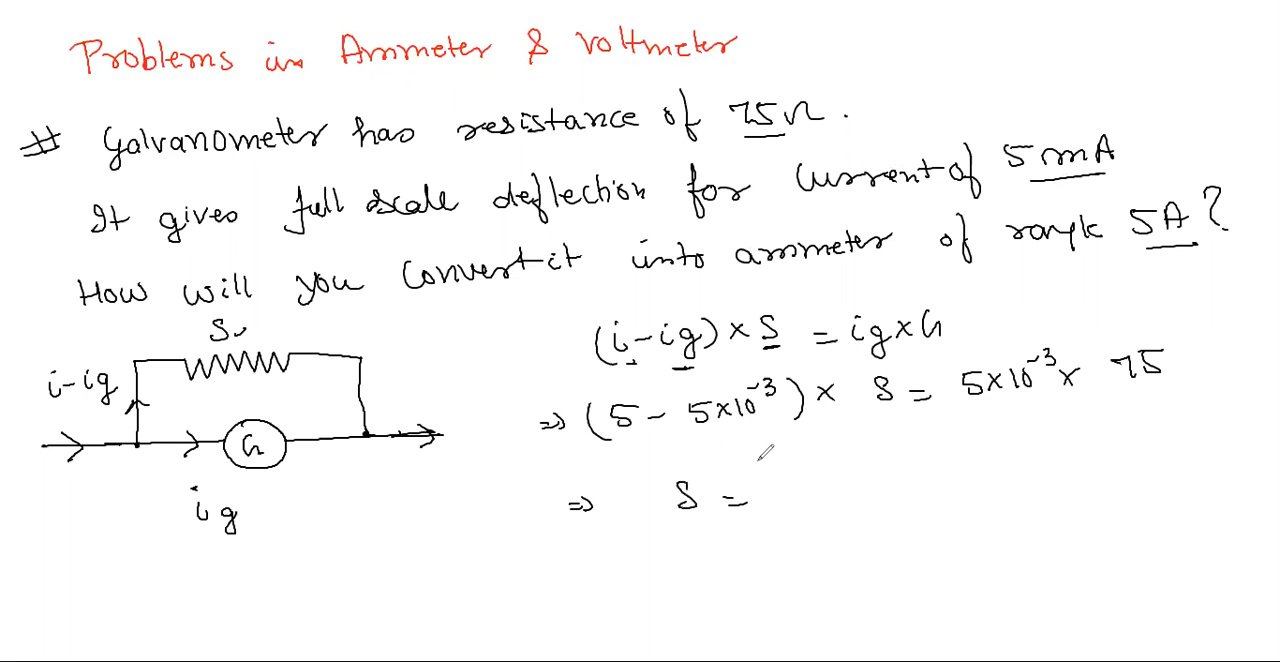 Problems in Ammeter & voltmeter
# Galvanometer has resistance of 75Ω.
It gives full scale deflection for current of 5mA
How will you convert it into ammeter of range 5A?
S
i-ig
G
ig
(i-ig)×S = ig×G
⇒ (5-5×10⁻³)× S = 5×10⁻³× 75
⇒ S =